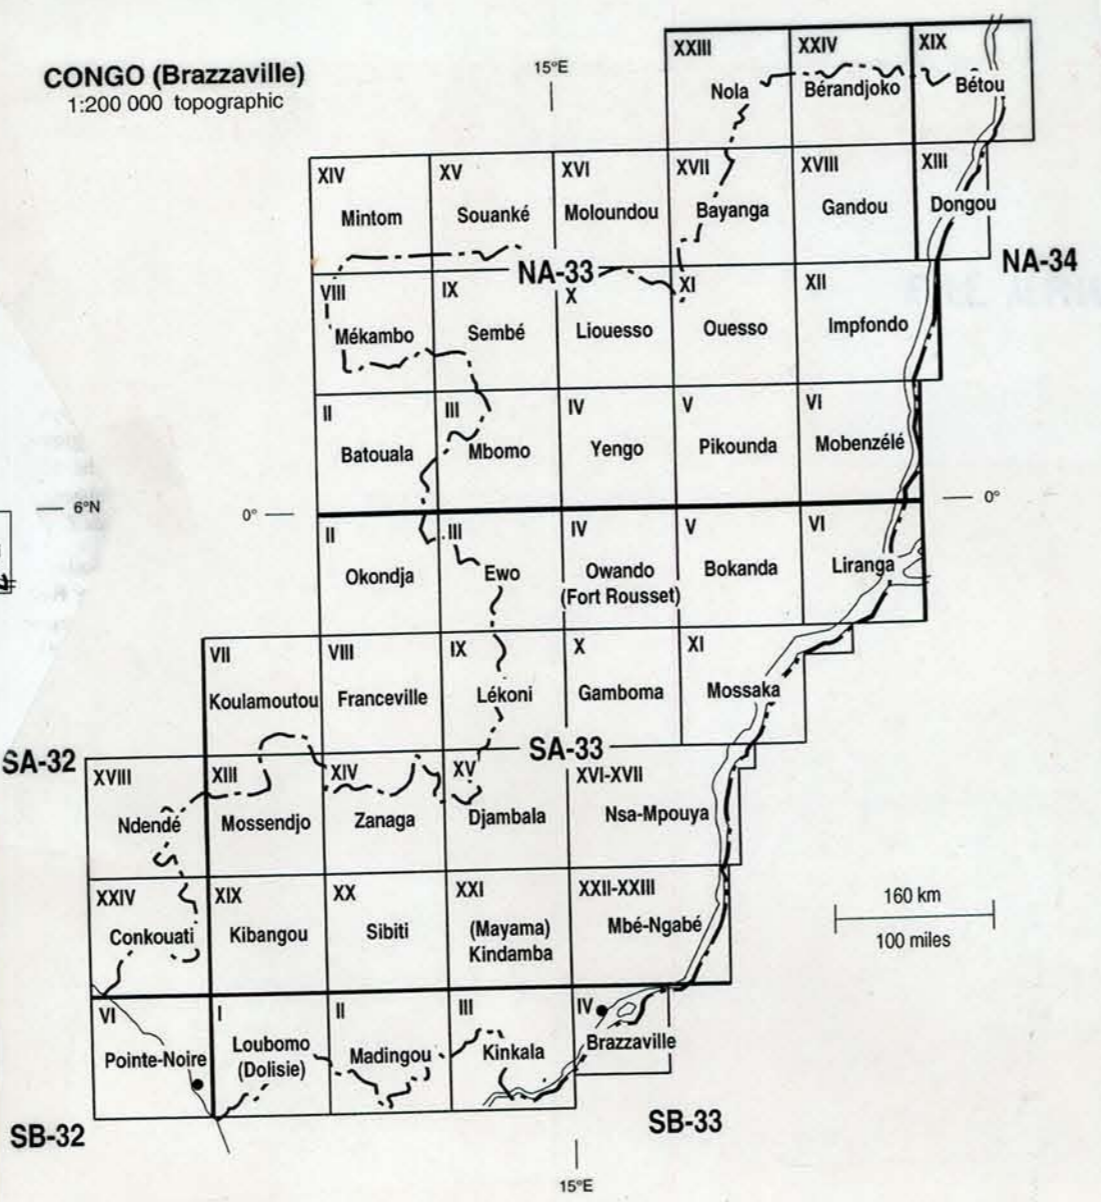 CONGO (Brazzaville)
1:200 000 topographic
15°E
XXIII
XXIV
XIX
Nola
Bérandjoko
Bétou
XIV
XV
XVI
XVII
XVIII
XIII
Mintom
Souanké
Moloundou
Bayanga
Gandou
Dongou
NA-33
NA-34
VIII
IX
X
XI
XII
Mékambo
Sembé
Liouesso
Ouesso
Impfondo
II
III
IV
V
VI
Batouala
Mbomo
Yengo
Pikounda
Mobenzélé
6°N
0°
0°
II
III
IV
V
VI
Okondja
Ewo
Owando
(Fort Rousset)
Bokanda
Liranga
VII
VIII
IX
X
XI
Koulamoutou
Franceville
Lékoni
Gamboma
Mossaka
SA-32
SA-33
XVIII
XIII
XIV
XV
XVI-XVII
Ndendé
Mossendjo
Zanaga
Djambala
Nsa-Mpouya
XXIV
XIX
XX
XXI
XXII-XXIII
Conkouati
Kibangou
Sibiti
(Mayama)
Kindamba
Mbé-Ngabé
160 km
100 miles
VI
I
II
III
IV
Pointe-Noire
Loubomo
(Dolisie)
Madingou
Kinkala
Brazzaville
SB-32
SB-33
15°E